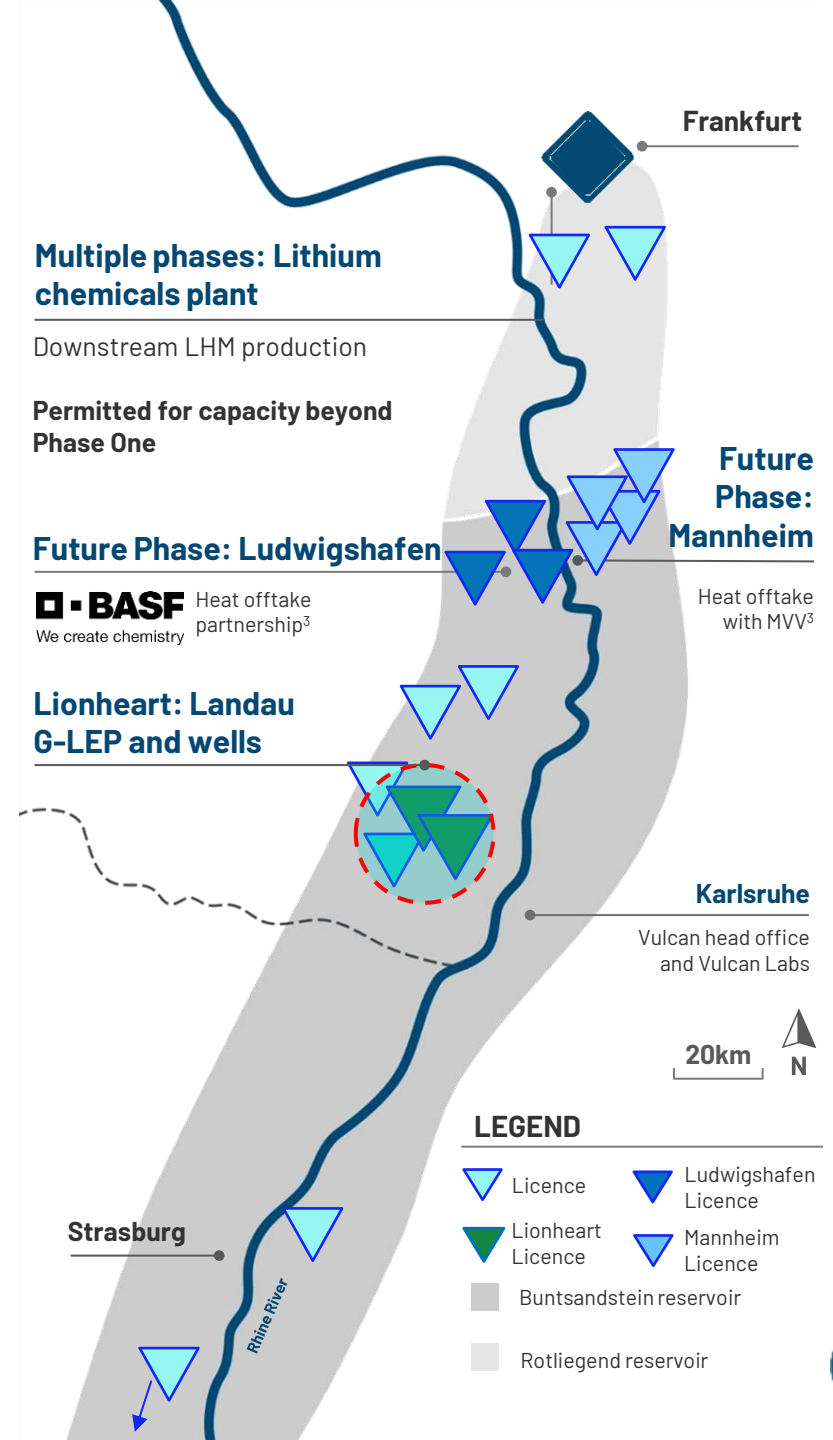 Frankfurt
Multiple phases: Lithium
chemicals plant
Downstream LHM production
Permitted for capacity beyond
Phase One
Future
Phase:
Mannheim
Heat offtake
with MVV³
Future Phase: Ludwigshafen
BASF
We create chemistry
Heat offtake
partnership³
Lionheart: Landau
G-LEP and wells
Karlsruhe
Vulcan head office
and Vulcan Labs
20km
N
Strasburg
Rhine River
LEGEND
Licence
Ludwigshafen
Licence
Lionheart
Licence
Mannheim
Licence
Buntsandstein reservoir
Rotliegend reservoir